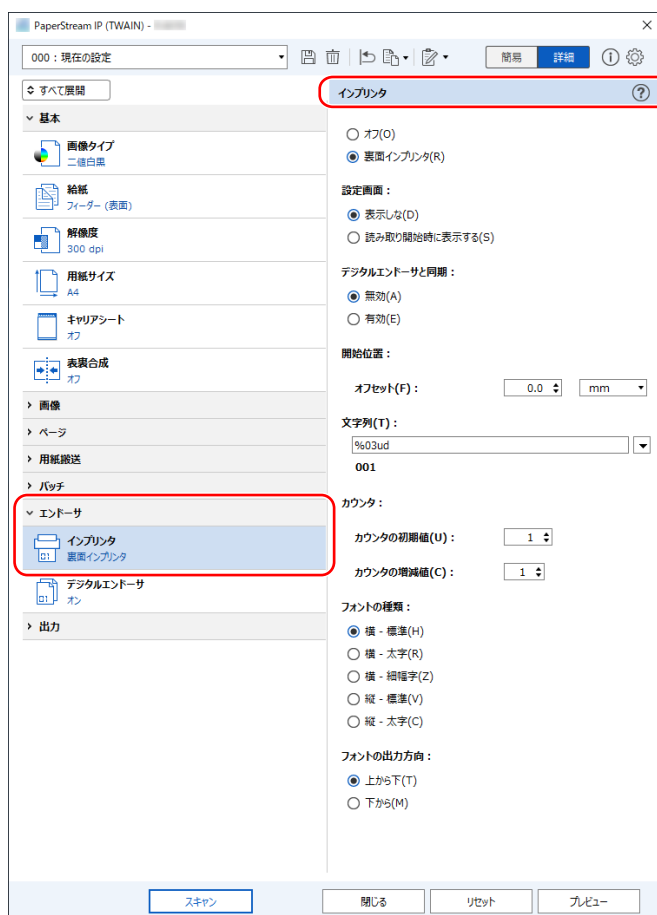 PaperStream IP (TWAIN) -
000：現在の設定
簡易
詳細
すべて展開
基本
画像タイプ
二値白黒
給紙
フィーダー (表面)
解像度
300 dpi
用紙サイズ
A4
キャリアシート
オフ
表裏合成
オフ
画像
ページ
用紙搬送
バッチ
エンドーサ
インプリンタ
01
裏面インプリンタ
デジタルエンドーサ
01
オン
出力
インプリンタ
?
オフ(O)
裏面インプリンタ(R)
設定画面：
表示しな(D)
読み取り開始時に表示する(S)
デジタルエンドーサと同期：
無効(A)
有効(E)
開始位置：
オフセット(F)：
0.0
mm
文字列(T)：
%03ud
001
カウンタ：
カウンタの初期値(U)：
1
カウンタの増減値(C)：
1
フォントの種類：
横 - 標準(H)
横 - 太字(R)
横 - 細幅字(Z)
縦 - 標準(V)
縦 - 太字(C)
フォントの出力方向：
上から下(T)
下から(M)
スキャン
閉じる
リセット
プレビュー